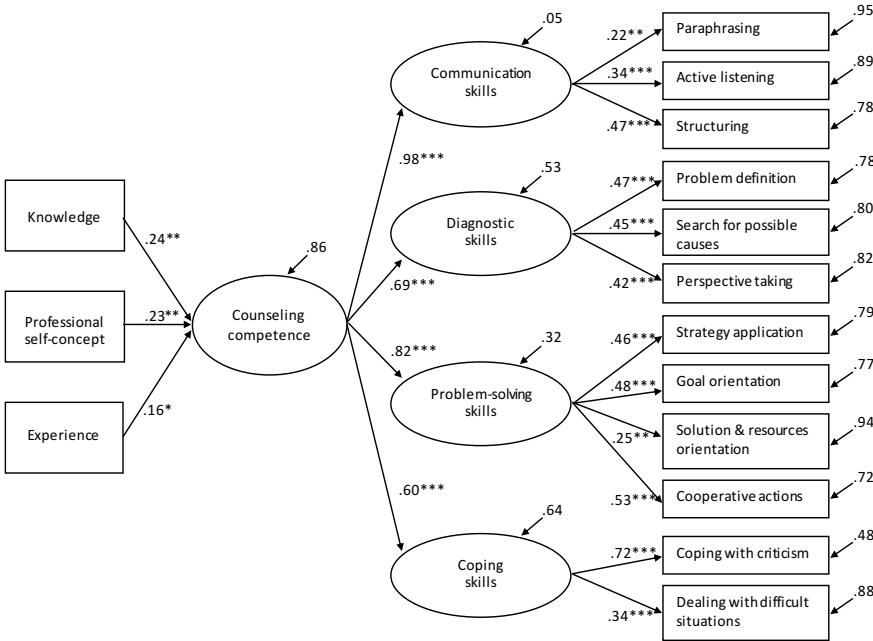 Knowledge
Professional
self-concept
Experience
.24**
.23**
.16*
.86
Counseling
competence
.98***
.69***
.82***
.60***
.05
Communication
skills
.53
Diagnostic
skills
.32
Problem-solving
skills
.64
Coping
skills
.22**
.34***
.47***
.47***
.45***
.42***
.46***
.48***
.25**
.53***
.72***
.34***
Paraphrasing
.95
Active listening
.89
Structuring
.78
Problem definition
.78
Search for possible
causes
.80
Perspective taking
.82
Strategy application
.79
Goal orientation
.77
Solution & resources
orientation
.94
Cooperative actions
.72
Coping with criticism
.48
Dealing with difficult
situations
.88